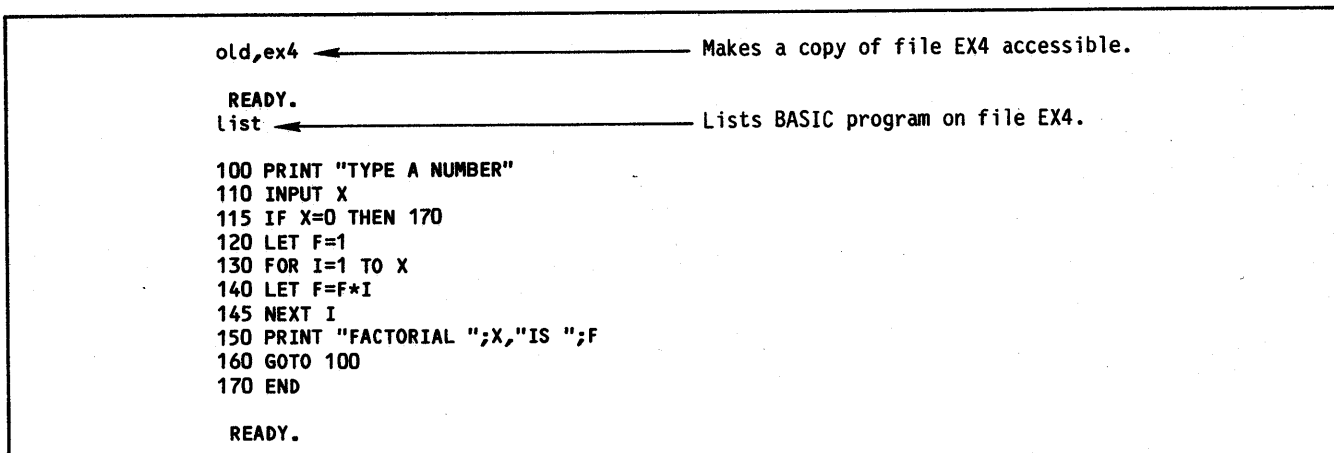 old,ex4 Makes a copy of file EX4 accessible.
READY.
list Lists BASIC program on file EX4.
100 PRINT "TYPE A NUMBER"
110 INPUT X
115 IF X=0 THEN 170
120 LET F=1
130 FOR I=1 TO X
140 LET F=F*I
145 NEXT I
150 PRINT "FACTORIAL ";X,"IS ";F
160 GOTO 100
170 END
READY.